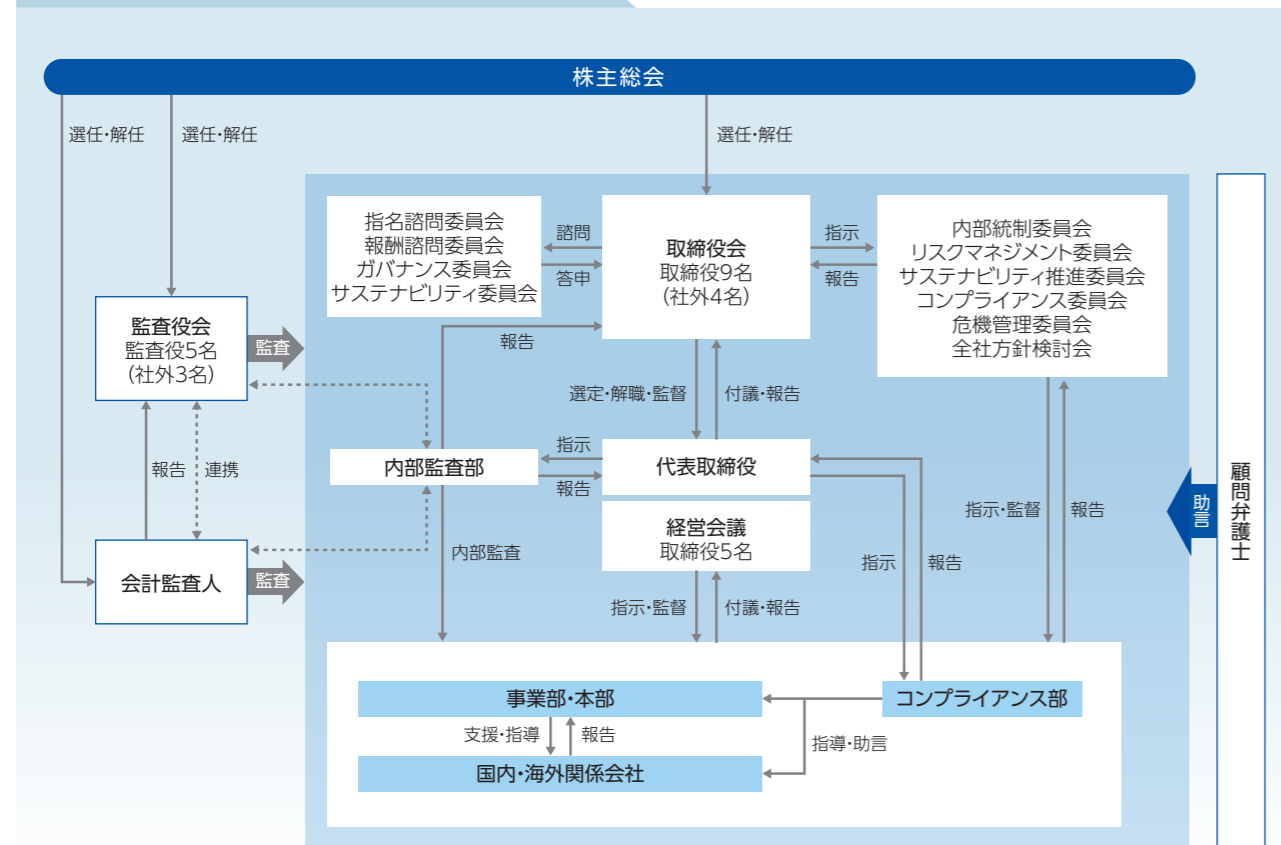 株主総会
選任・解任
選任・解任
選任・解任
指名諮問委員会
報酬諮問委員会
ガバナンス委員会
サステナビリティ委員会
諮問
答申
取締役会
取締役9名
(社外4名)
指示
報告
内部統制委員会
リスクマネジメント委員会
サステナビリティ推進委員会
コンプライアンス委員会
危機管理委員会
全社方針検討会
監査役会
監査役5名
(社外3名)
監査
報告
選定・解職・監督
付議・報告
報告
連携
内部監査部
指示
報告
代表取締役
経営会議
取締役5名
指示・監督
報告
助言
顧問弁護士
会計監査人
監査
内部監査
指示・監督
付議・報告
指示
報告
事業部・本部
コンプライアンス部
支援・指導
報告
指導・助言
国内・海外関係会社